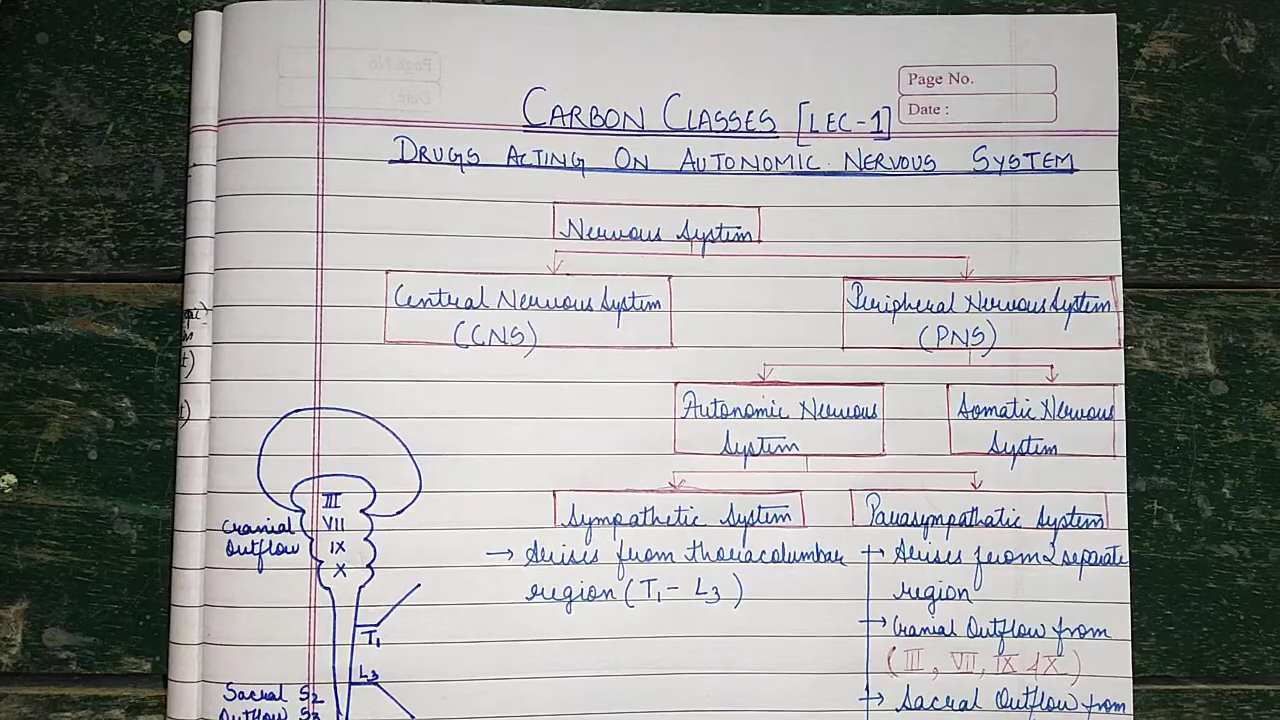 Page No.
Date :
CARBON CLASSES [LEC-1]
DRUGS ACTING ON AUTONOMIC NERVOUS SYSTEM
Nervous System
Central Nervous System
(CNS)
Peripheral Nervous System
(PNS)
Autonomic Nervous
System
Somatic Nervous
System
Sympathetic System
→ Arises from thoracolumbar
region (T1 - L3)
Parasympathatic System
→ Arises from 2 separate
region
→ Cranial Outflow from
(III, VII, IX & X)
→ Sacral Outflow from
Cranial
Outflow
III
VII
IX
X
T1
L3
Sacral S2
Outflow S3